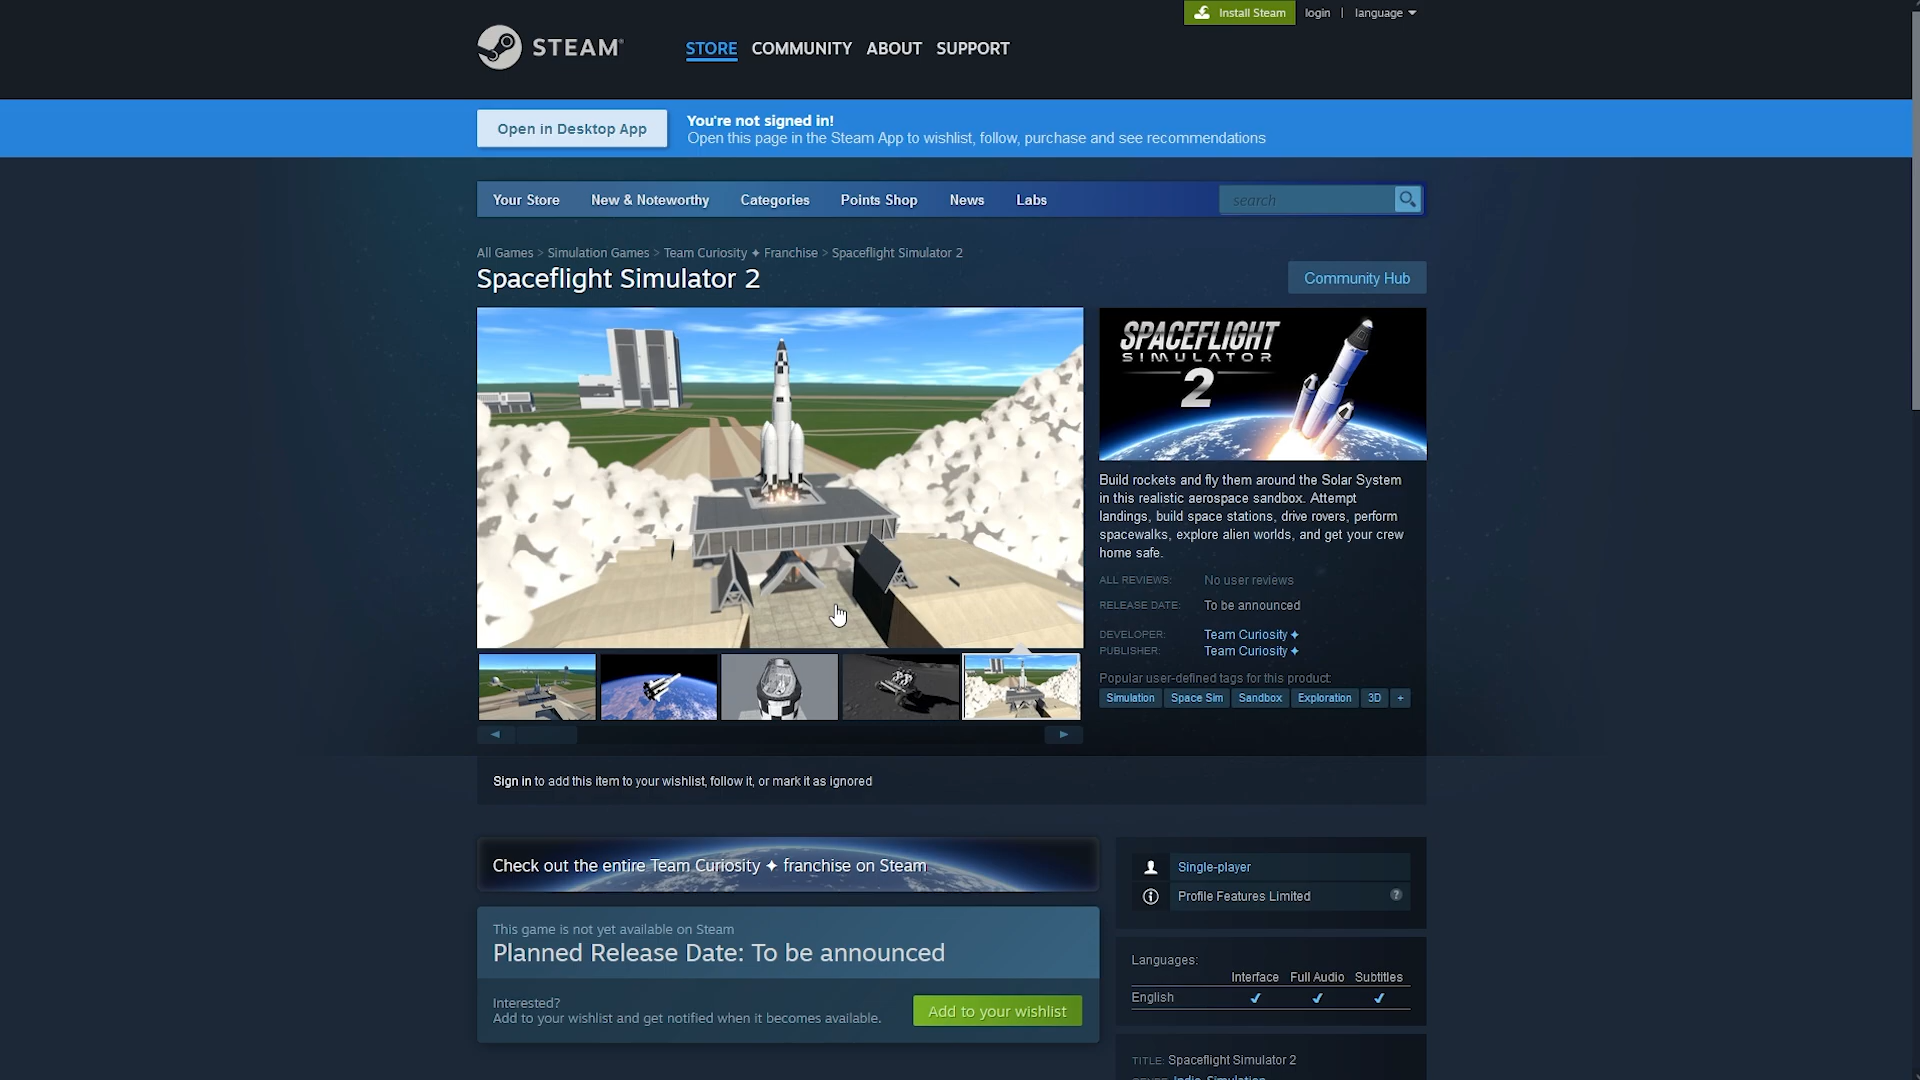 Install Steam
login | language
STEAM
STORE COMMUNITY ABOUT SUPPORT
Open in Desktop App
You're not signed in!
Open this page in the Steam App to wishlist, follow, purchase and see recommendations
Your Store New & Noteworthy Categories Points Shop News Labs
search
All Games > Simulation Games > Team Curiosity ✦ Franchise > Spaceflight Simulator 2
Spaceflight Simulator 2
Community Hub
SPACEFLIGHT
SIMULATOR
2
Build rockets and fly them around the Solar System
in this realistic aerospace sandbox. Attempt
landings, build space stations, drive rovers, perform
spacewalks, explore alien worlds, and get your crew
home safe.
ALL REVIEWS: No user reviews
RELEASE DATE: To be announced
DEVELOPER: Team Curiosity ✦
PUBLISHER: Team Curiosity ✦
Popular user-defined tags for this product:
Simulation Space Sim Sandbox Exploration 3D +
Sign in to add this item to your wishlist, follow it, or mark it as ignored
Check out the entire Team Curiosity ✦ franchise on Steam
This game is not yet available on Steam
Planned Release Date: To be announced
Interested?
Add to your wishlist and get notified when it becomes available.
Add to your wishlist
Single-player
Profile Features Limited ?
Languages:
Interface Full Audio Subtitles
English ✔ ✔ ✔
TITLE: Spaceflight Simulator 2
GENRE: Indie, Simulation